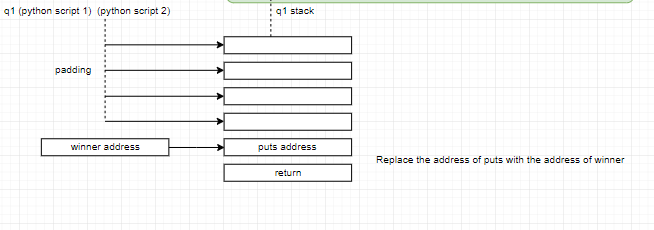 q1 (python script 1) (python script 2)
q1 stack
padding
winner address
puts address
Replace the address of puts with the address of winner
return